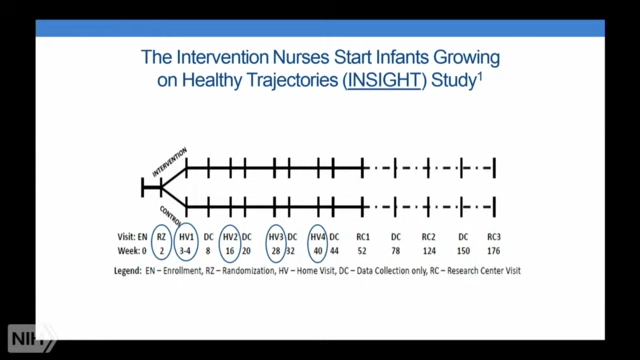 The Intervention Nurses Start Infants Growing
on Healthy Trajectories (INSIGHT) Study1
INTERVENTION
CONTROL
Visit: EN RZ HV1 DC HV2 DC HV3 DC HV4 DC RC1 DC RC2 DC RC3
Week: 0 2 3-4 8 16 20 28 32 40 44 52 78 124 150 176
Legend: EN – Enrollment, RZ – Randomization, HV – Home Visit, DC – Data Collection only, RC – Research Center Visit
NIH